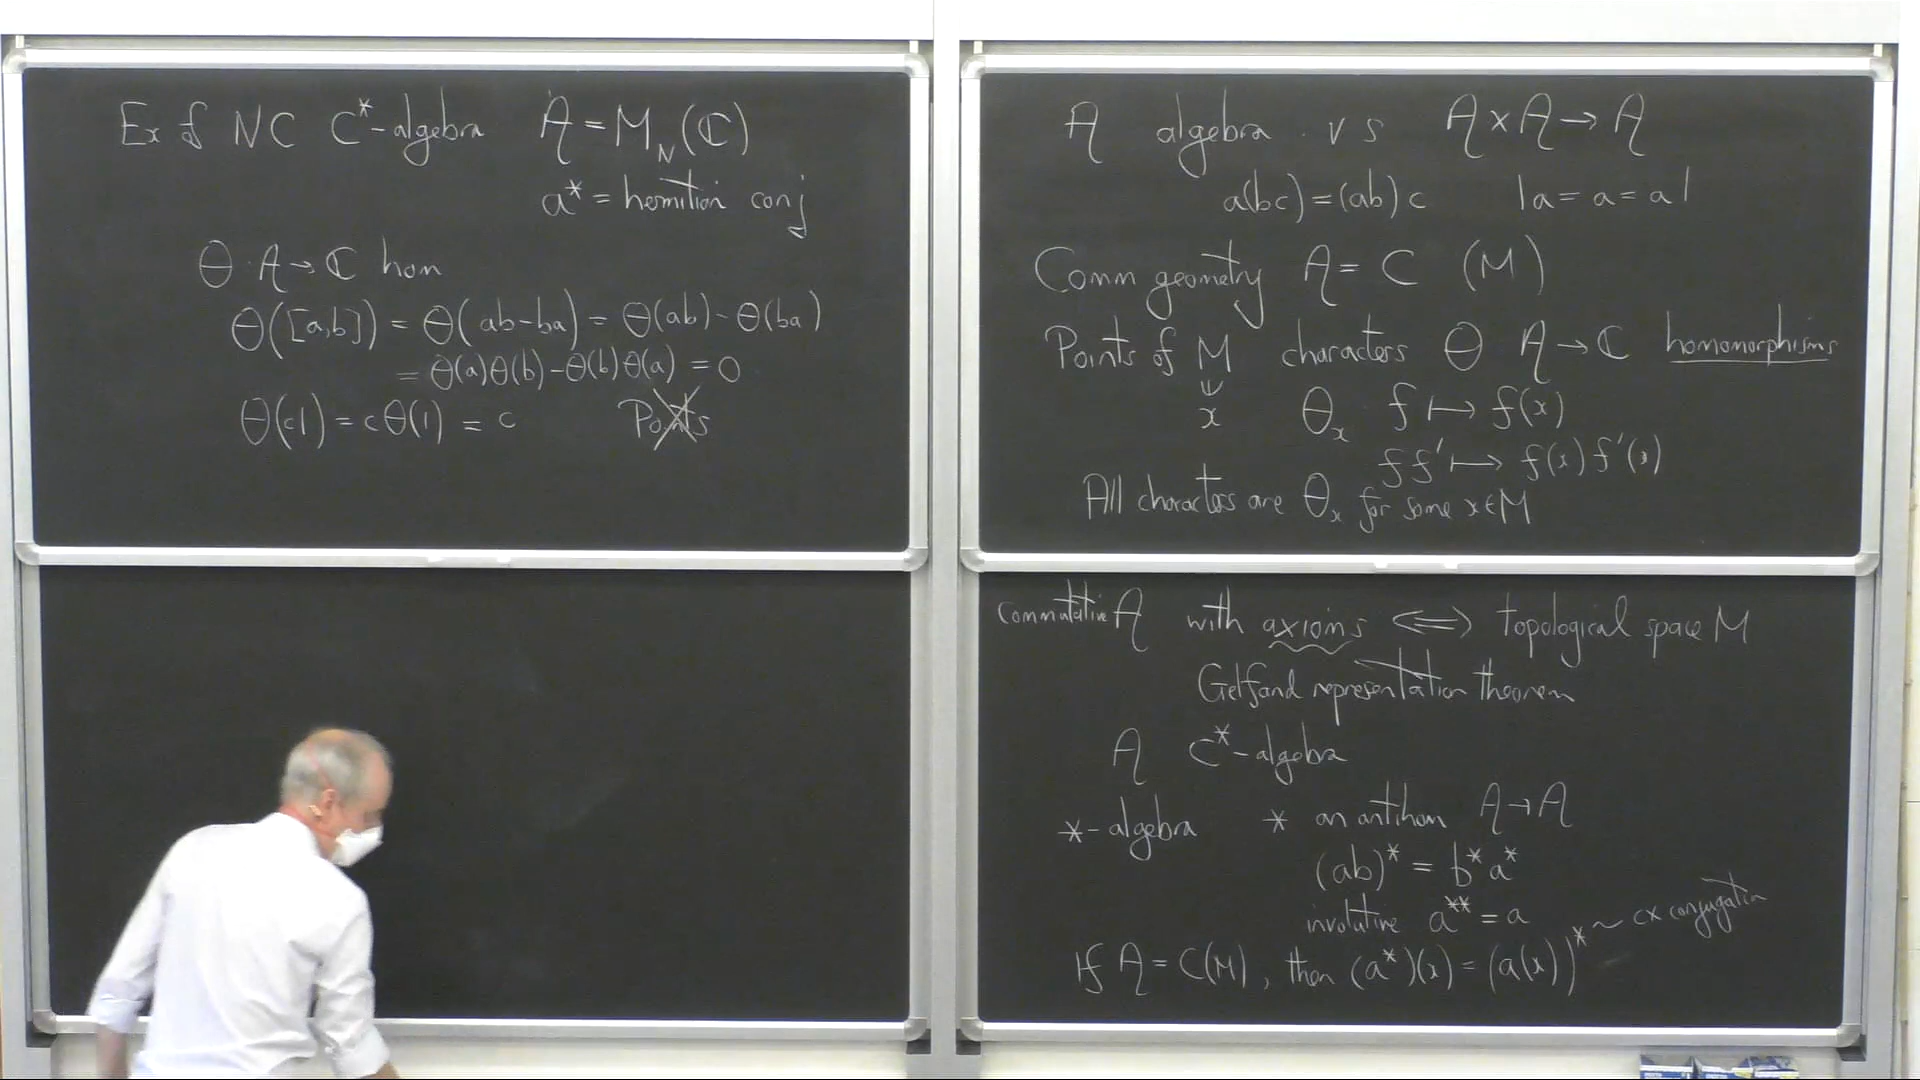 Ex of NC C*-algebra A = M_N(ℂ)
a* = hermitian conj
θ: A → ℂ hom
θ([a,b]) = θ(ab-ba) = θ(ab) - θ(ba)
= θ(a)θ(b) - θ(b)θ(a) = 0
θ(c1) = cθ(1) = c Points
A algebra . vs A × A → A
a(bc) = (ab)c 1a = a = a1
Comm geometry A = C (M)
Points of M characters θ A → ℂ homomorphisms
x θ_x f ↦ f(x)
ff' ↦ f(x)f'(x)
All characters are θ_x for some x ∈ M
Commutative A with axioms ⟺ topological space M
Gelfand representation theorem
A C*-algebra
*-algebra * an antihom A → A
(ab)* = b*a*
involutive a** = a
If A = C(M), then (a*)(x) = (a(x))* ~ cx conjugation